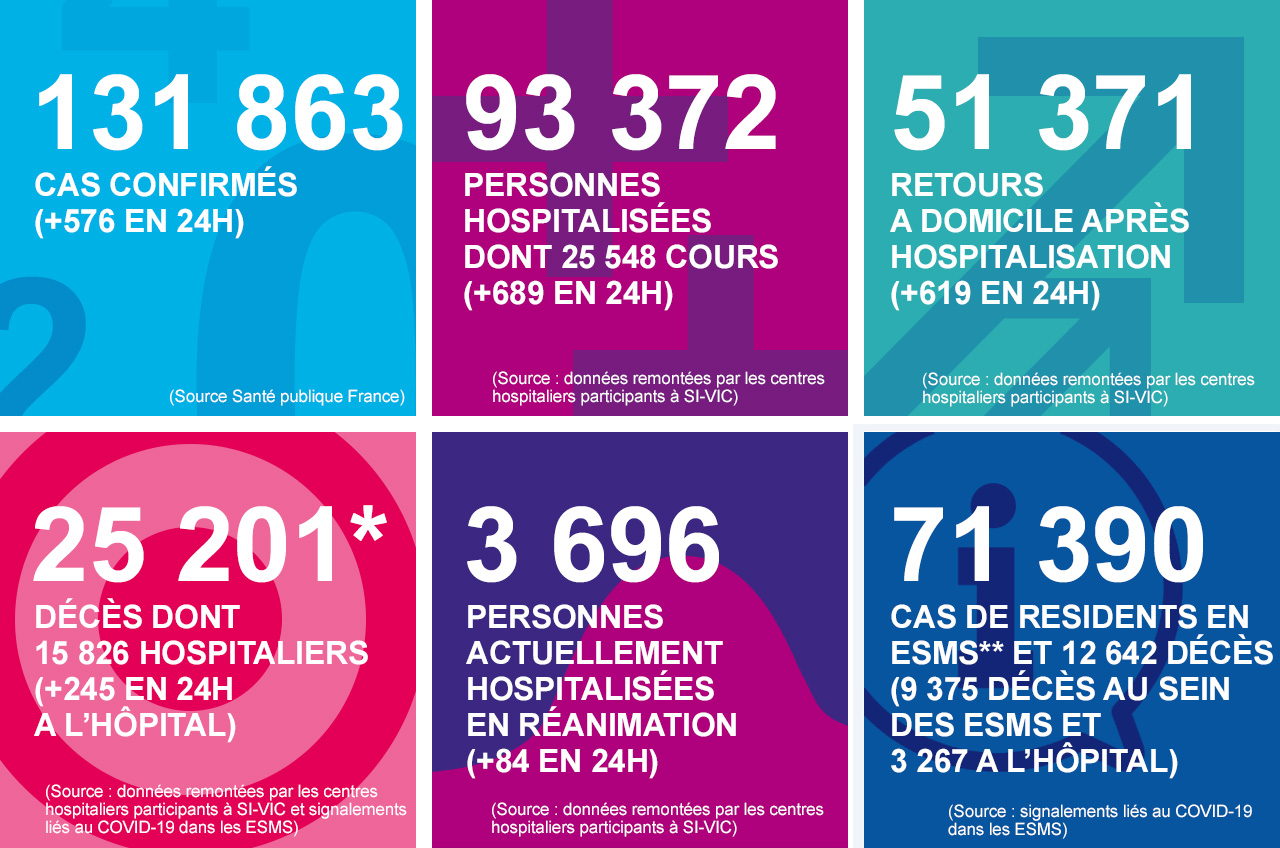 131 863
CAS CONFIRMÉS
(+576 EN 24H)
(Source Santé publique France)
93 372
PERSONNES
HOSPITALISÉES
DONT 25 548 COURS
(+689 EN 24H)
(Source : données remontées par les centres
hospitaliers participants à SI-VIC)
51 371
RETOURS
A DOMICILE APRÈS
HOSPITALISATION
(+619 EN 24H)
(Source : données remontées par les centres
hospitaliers participants à SI-VIC)
25 201*
DÉCÈS DONT
15 826 HOSPITALIERS
(+245 EN 24H
A L’HÔPITAL)
(Source : données remontées par les centres
hospitaliers participants à SI-VIC et signalements
liés au COVID-19 dans les ESMS)
3 696
PERSONNES
ACTUELLEMENT
HOSPITALISÉES
EN RÉANIMATION
(+84 EN 24H)
(Source : données remontées par les centres
hospitaliers participants à SI-VIC)
71 390
CAS DE RESIDENTS EN
ESMS** ET 12 642 DÉCÈS
(9 375 DÉCÈS AU SEIN
DES ESMS ET
3 267 A L’HÔPITAL)
(Source : signalements liés au COVID-19
dans les ESMS)